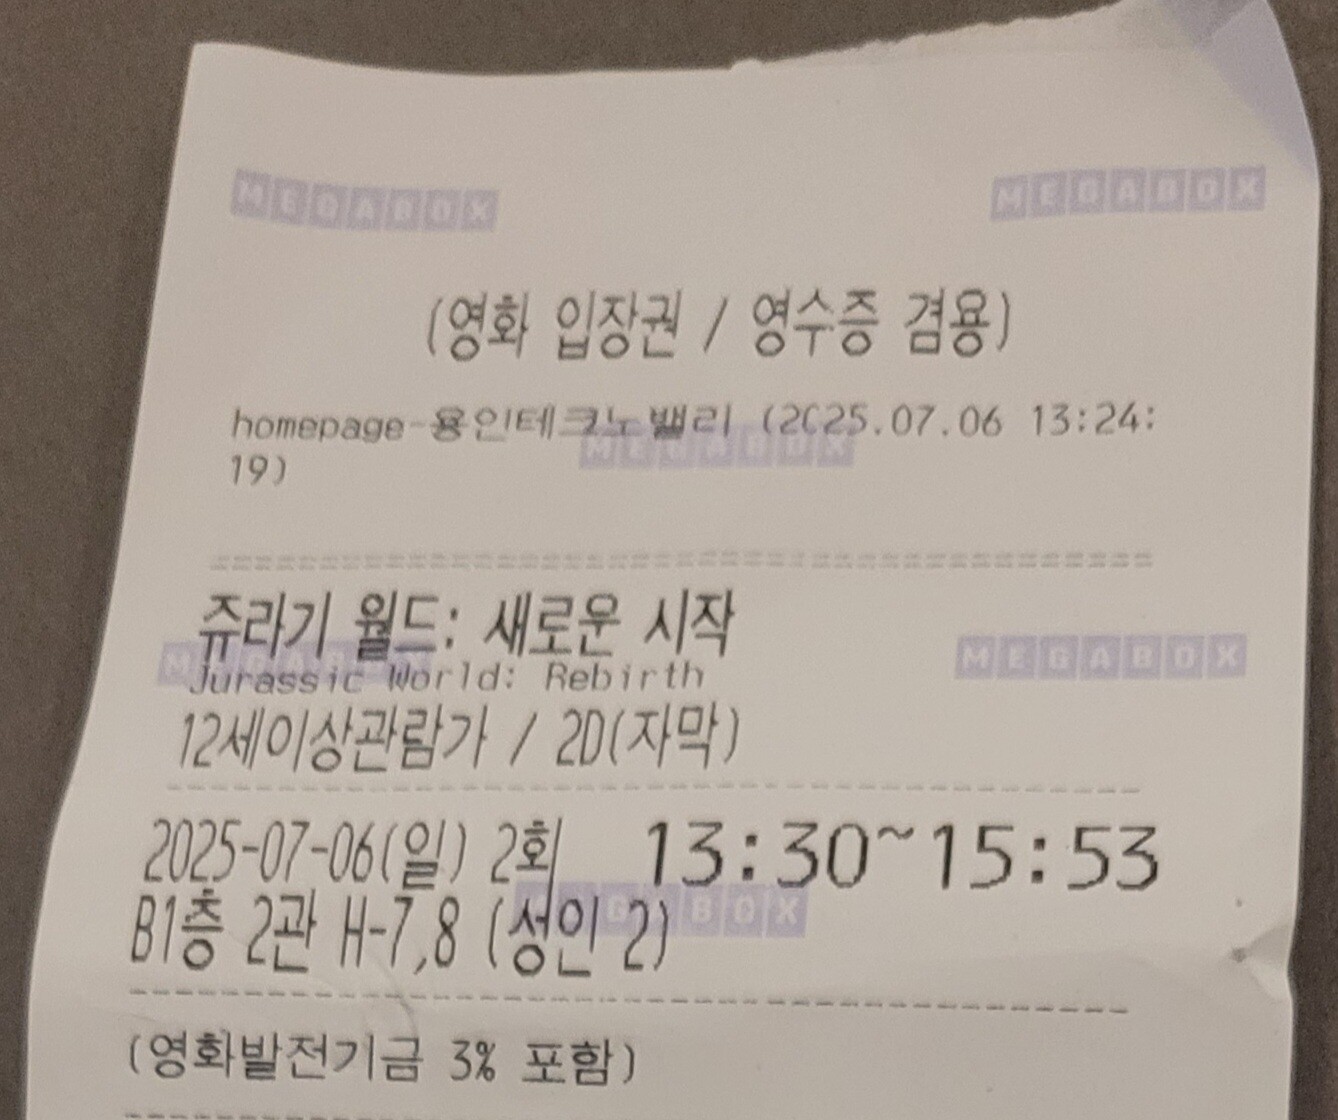 MEGABOX MEGABOX
(영화 입장권 / 영수증 겸용)
homepage-용인테크노밸리 (2025.07.06 13:24:
19)
MEGABOX
쥬라기 월드: 새로운 시작
MEGABOX MEGABOX
Jurassic World: Rebirth
12세이상관람가 / 2D(자막)
2025-07-06(일) 2회 13:30~15:53
B1층 2관 H-7,8 (성인 2)
MEGABOX
(영화발전기금 3% 포함)